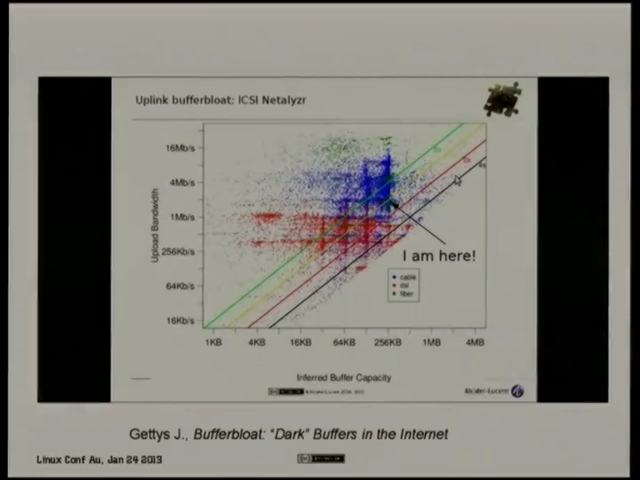 Uplink bufferbloat: ICSI Netalyzr
16Mb/s
4Mb/s
1Mb/s
256Kb/s
64Kb/s
16Kb/s
Upload Bandwidth
I am here!
cable
dsl
fiber
1KB 4KB 16KB 64KB 256KB 1MB 4MB
Inferred Buffer Capacity
Alcatel-Lucent
Gettys J., Bufferbloat: “Dark” Buffers in the Internet
Linux Conf Au, Jan 24 2013